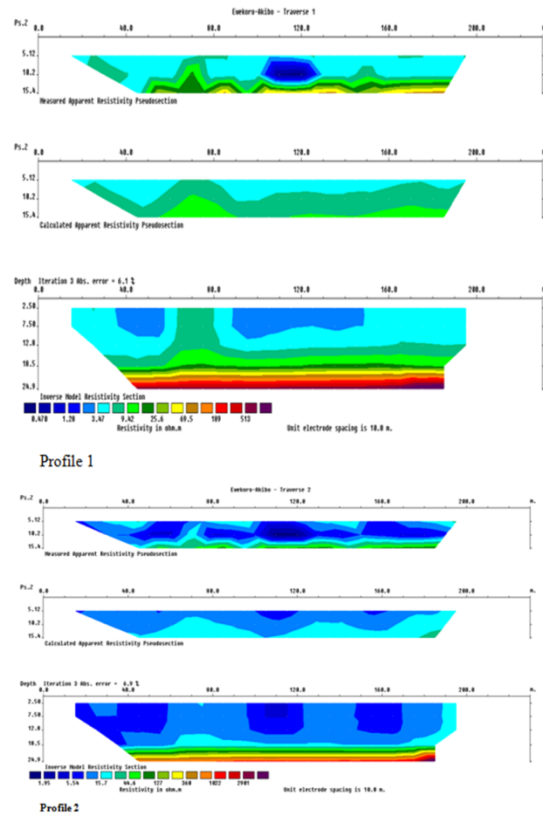 Ewekoro-Akibo - Traverse 1
Ps.Z
0.0 40.0 80.0 120.0 160.0 200.0
5.12
10.2
15.4
Measured Apparent Resistivity Pseudosection
Ps.Z
0.0 40.0 80.0 120.0 160.0 200.0
5.12
10.2
15.4
Calculated Apparent Resistivity Pseudosection
Depth Iteration 3 Abs. error = 6.1 %
0.0 40.0 80.0 120.0 160.0 200.0
2.50
7.50
12.8
18.5
24.9
Inverse Model Resistivity Section
0.470 1.28 3.47 9.42 25.6 69.5 189 513
Resistivity in ohm.m Unit electrode spacing is 10.0 m.
Profile 1
Ewekoro-Akibo - Traverse 2
Ps.Z
0.0 40.0 80.0 120.0 160.0 200.0 m.
5.12
10.2
15.4
Measured Apparent Resistivity Pseudosection
Ps.Z
0.0 40.0 80.0 120.0 160.0 200.0 m.
5.12
10.2
15.4
Calculated Apparent Resistivity Pseudosection
Depth Iteration 3 Abs. error = 6.9 %
0.0 40.0 80.0 120.0 160.0 200.0 m.
2.50
7.50
12.8
18.5
24.9
Inverse Model Resistivity Section
1.95 5.54 15.7 44.6 127 360 1022 2901
Resistivity in ohm.m Unit electrode spacing is 10.0 m.
Profile 2